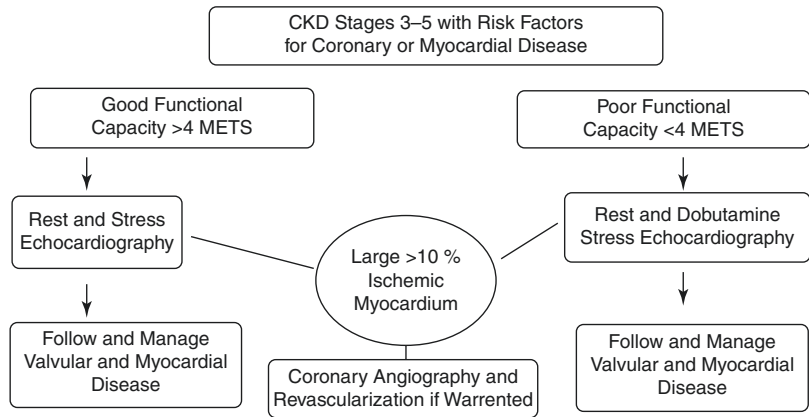 CKD Stages 3–5 with Risk Factors
for Coronary or Myocardial Disease
Good Functional
Capacity >4 METS
Poor Functional
Capacity <4 METS
Rest and Stress
Echocardiography
Large >10 %
Ischemic
Myocardium
Rest and Dobutamine
Stress Echocardiography
Follow and Manage
Valvular and Myocardial
Disease
Coronary Angiography and
Revascularization if Warrented
Follow and Manage
Valvular and Myocardial
Disease